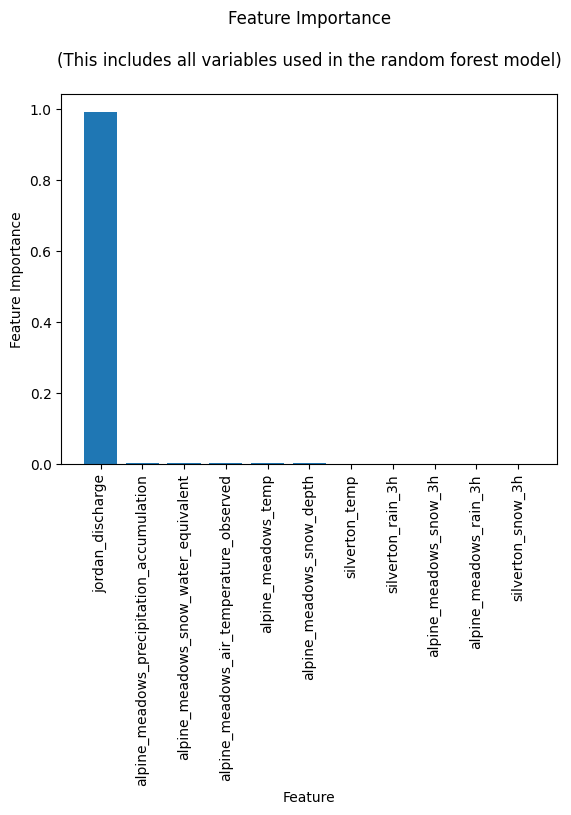 Feature Importance
(This includes all variables used in the random forest model)
1.0
0.8
0.6
0.4
0.2
0.0
Feature Importance
jordan_discharge
alpine_meadows_precipitation_accumulation
alpine_meadows_snow_water_equivalent
alpine_meadows_air_temperature_observed
alpine_meadows_temp
alpine_meadows_snow_depth
silverton_temp
silverton_rain_3h
alpine_meadows_snow_3h
alpine_meadows_rain_3h
silverton_snow_3h
Feature